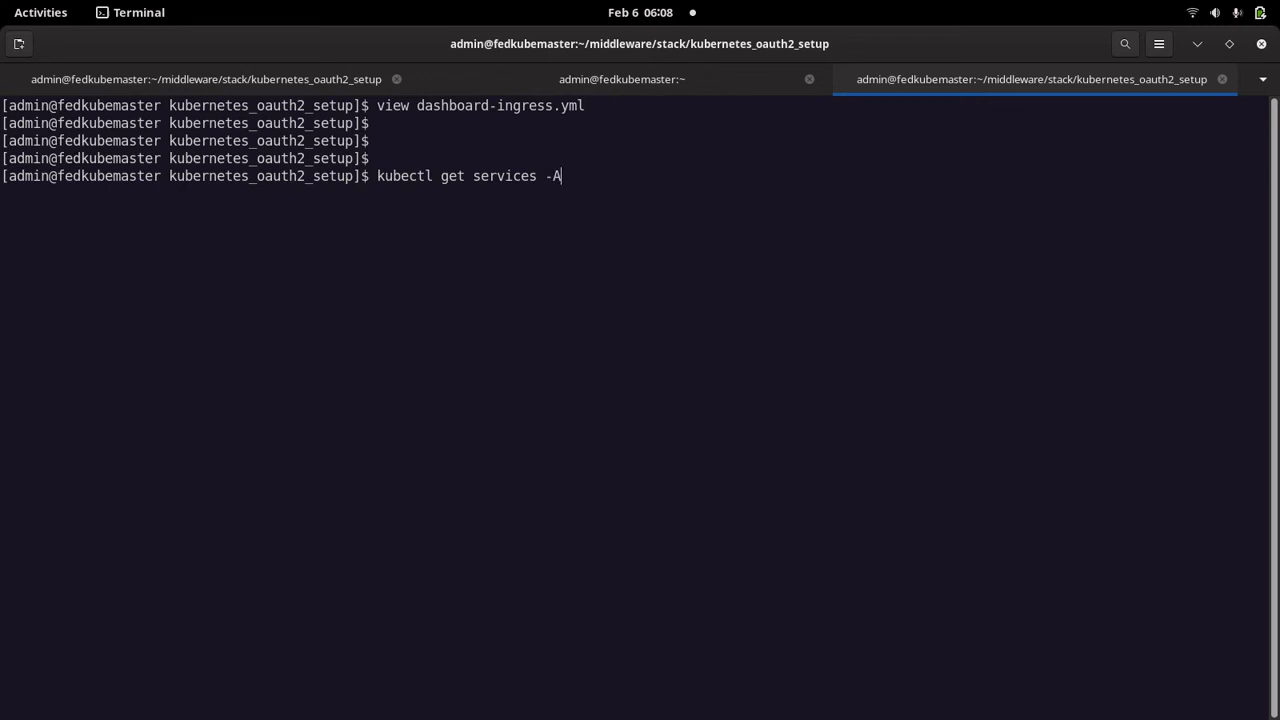 Activities Terminal Feb 6 06:08
admin@fedkubemaster:~/middleware/stack/kubernetes_oauth2_setup
admin@fedkubemaster:~/middleware/stack/kubernetes_oauth2_setup admin@fedkubemaster:~ admin@fedkubemaster:~/middleware/stack/kubernetes_oauth2_setup
[admin@fedkubemaster kubernetes_oauth2_setup]$ view dashboard-ingress.yml
[admin@fedkubemaster kubernetes_oauth2_setup]$
[admin@fedkubemaster kubernetes_oauth2_setup]$
[admin@fedkubemaster kubernetes_oauth2_setup]$
[admin@fedkubemaster kubernetes_oauth2_setup]$ kubectl get services -A